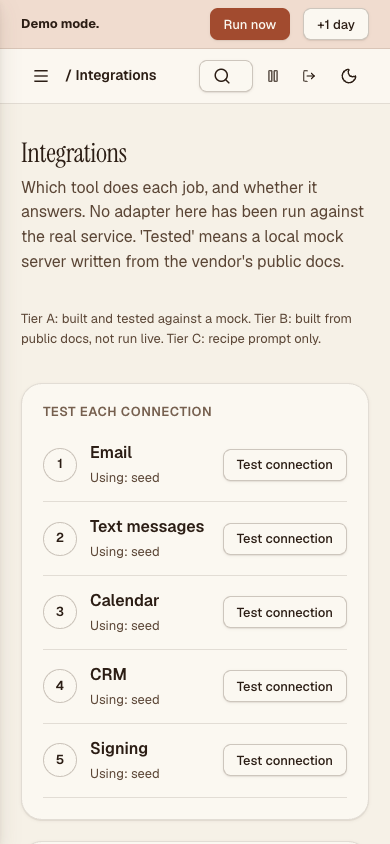 Demo mode.
Run now
+1 day
/ Integrations
Integrations
Which tool does each job, and whether it
answers. No adapter here has been run against
the real service. 'Tested' means a local mock
server written from the vendor's public docs.
Tier A: built and tested against a mock. Tier B: built from
public docs, not run live. Tier C: recipe prompt only.
TEST EACH CONNECTION
1
Email
Using: seed
Test connection
2
Text messages
Using: seed
Test connection
3
Calendar
Using: seed
Test connection
4
CRM
Using: seed
Test connection
5
Signing
Using: seed
Test connection